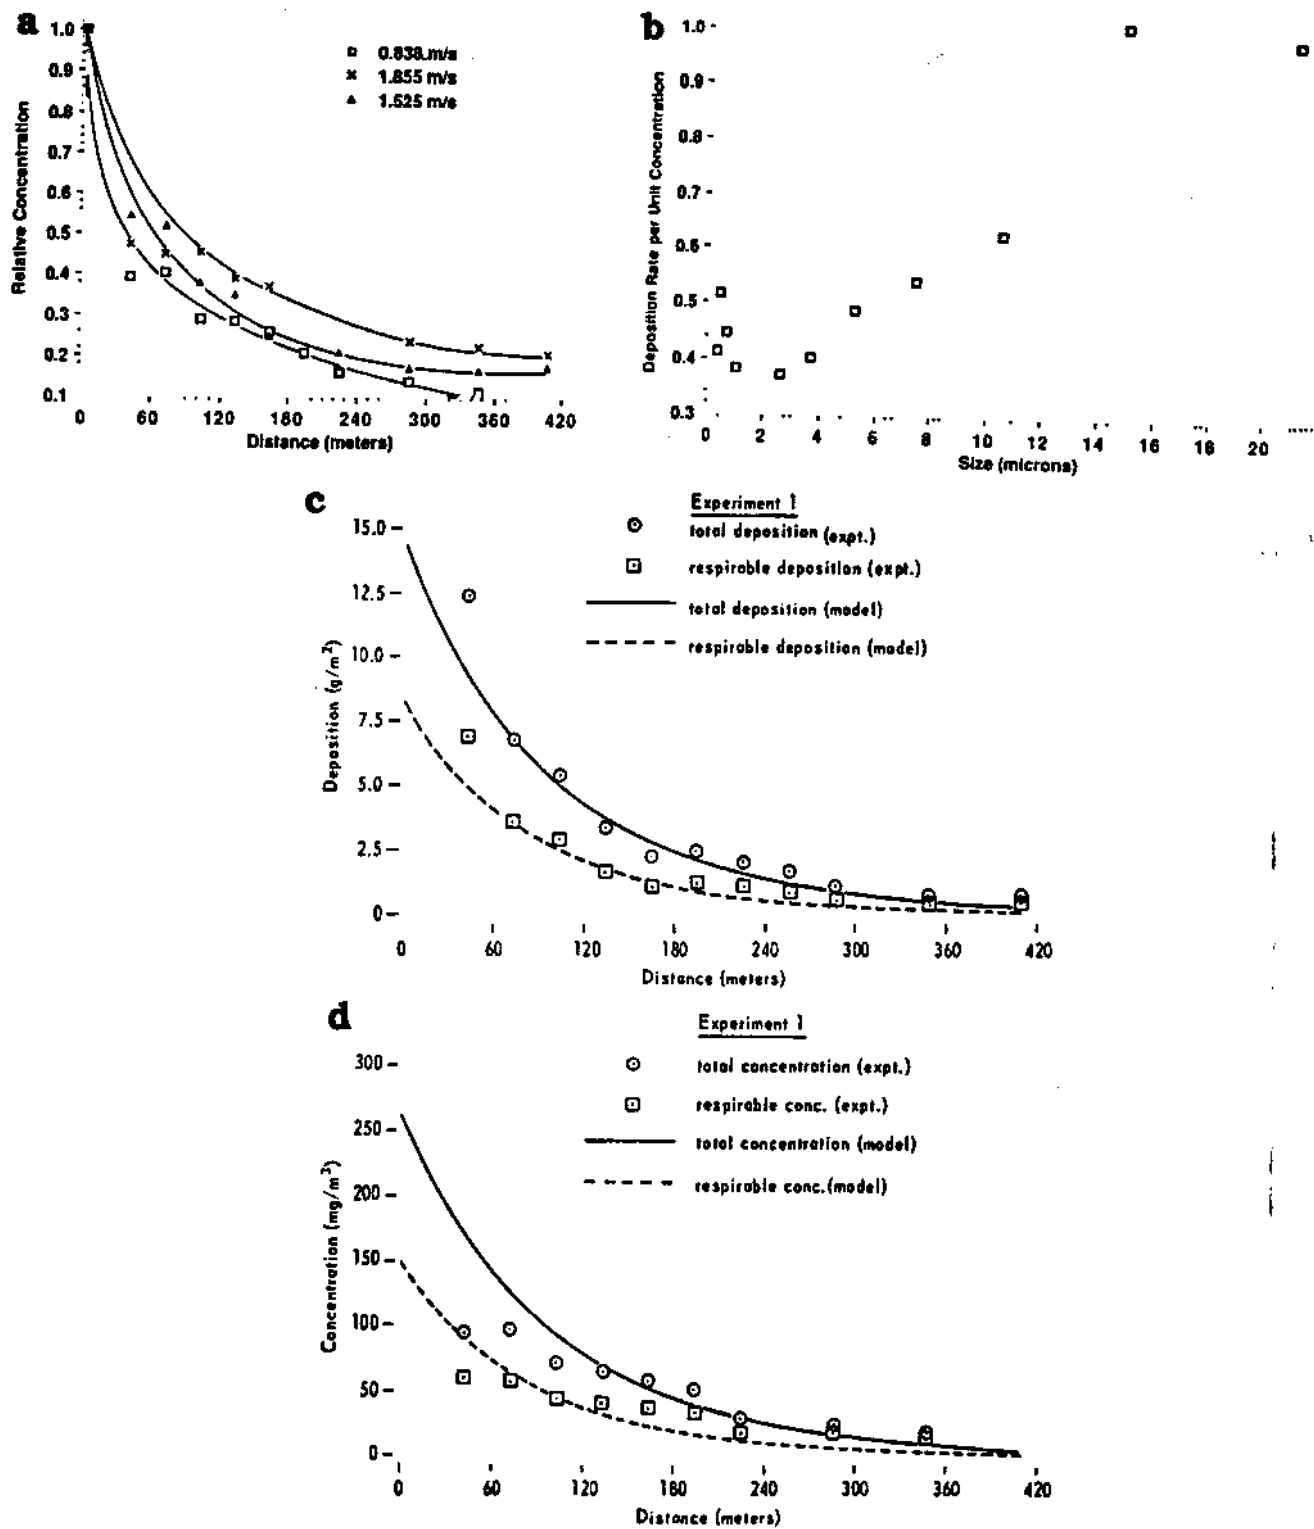 a
1.0
0.9
0.8
0.7
0.6
0.5
0.4
0.3
0.2
0.1
Relative Concentration
0.838 m/s
1.855 m/s
1.525 m/s
0 60 120 180 240 300 360 420
Distance (meters)
b
1.0
0.9
0.8
0.7
0.6
0.5
0.4
0.3
Deposition Rate per Unit Concentration
0 2 4 6 8 10 12 14 16 18 20
Size (microns)
c
Experiment 1
total deposition (expt.)
respirable deposition (expt.)
total deposition (model)
respirable deposition (model)
15.0
12.5
10.0
7.5
5.0
2.5
0
Deposition (g/m²)
0 60 120 180 240 300 360 420
Distance (meters)
d
Experiment 1
total concentration (expt.)
respirable conc. (expt.)
total concentration (model)
respirable conc.(model)
300
250
200
150
100
50
0
Concentration (mg/m³)
0 60 120 180 240 300 360 420
Distance (meters)